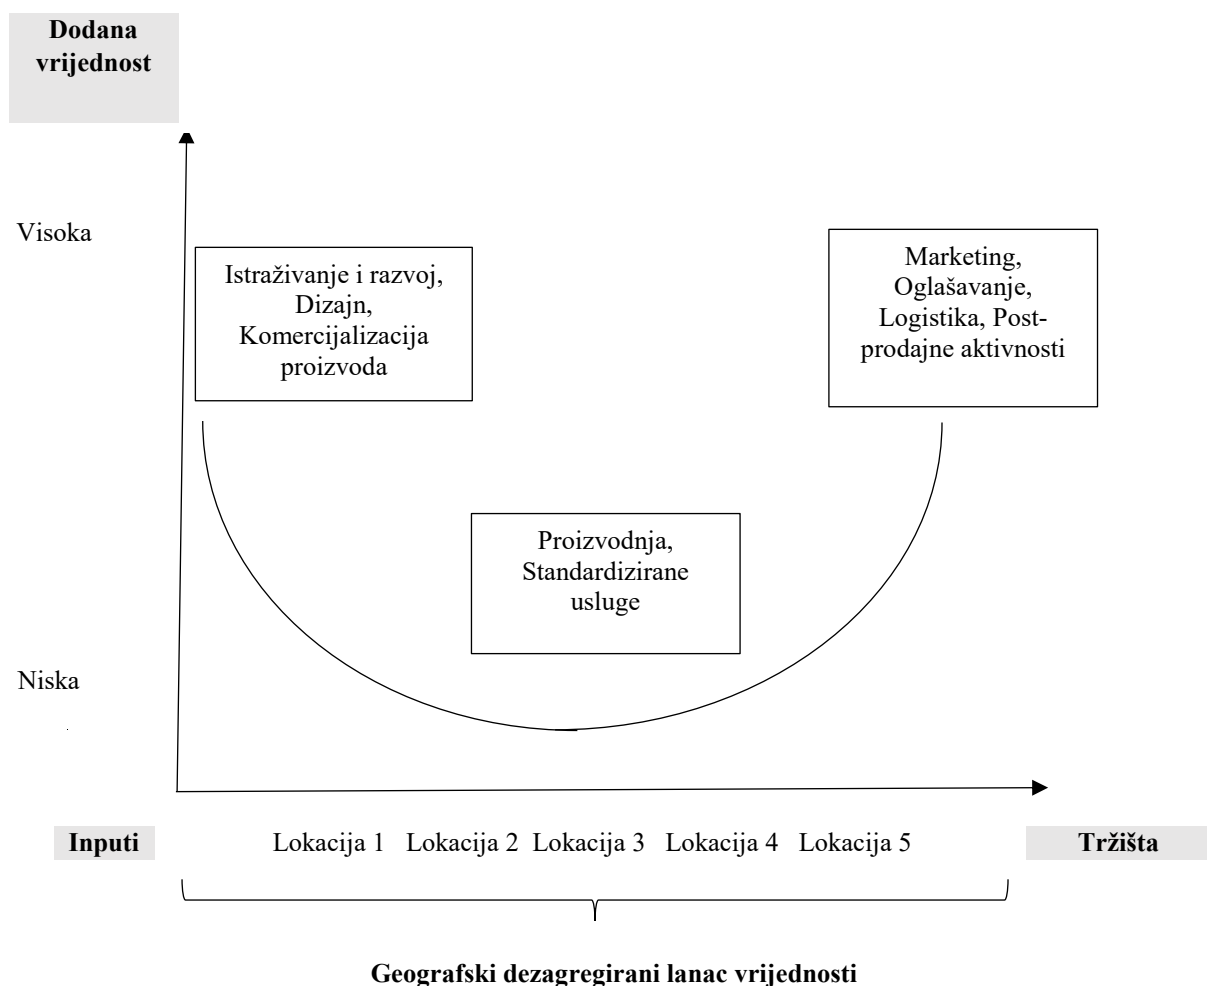 Dodana
vrijednost
Visoka
Istraživanje i razvoj,
Dizajn,
Komercijalizacija
proizvoda
Marketing,
Oglašavanje,
Logistika, Post-
prodajne aktivnosti
Proizvodnja,
Standardizirane
usluge
Niska
Inputi
Lokacija 1 Lokacija 2 Lokacija 3 Lokacija 4 Lokacija 5
Tržišta
Geografski dezagregirani lanac vrijednosti